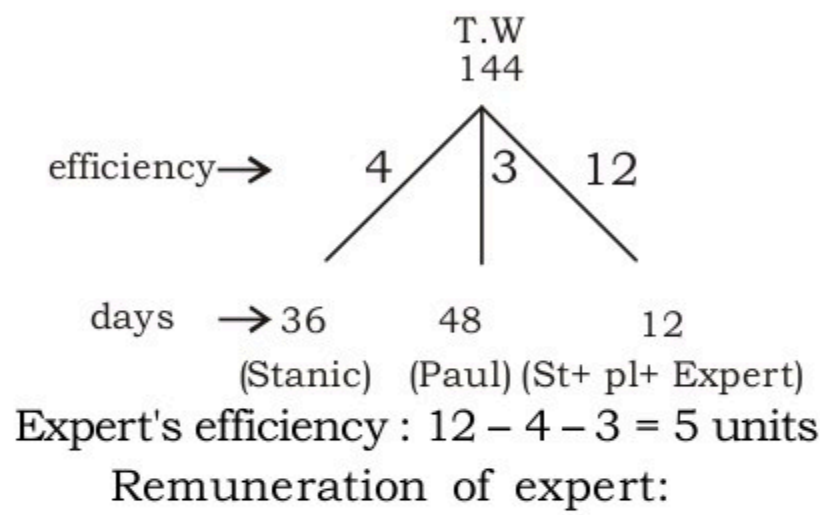 T.W
144
efficiency→ 4 3 12
days → 36 48 12
(Stanic) (Paul) (St+ pl+ Expert)
Expert's efficiency : 12 – 4 – 3 = 5 units
Remuneration of expert: